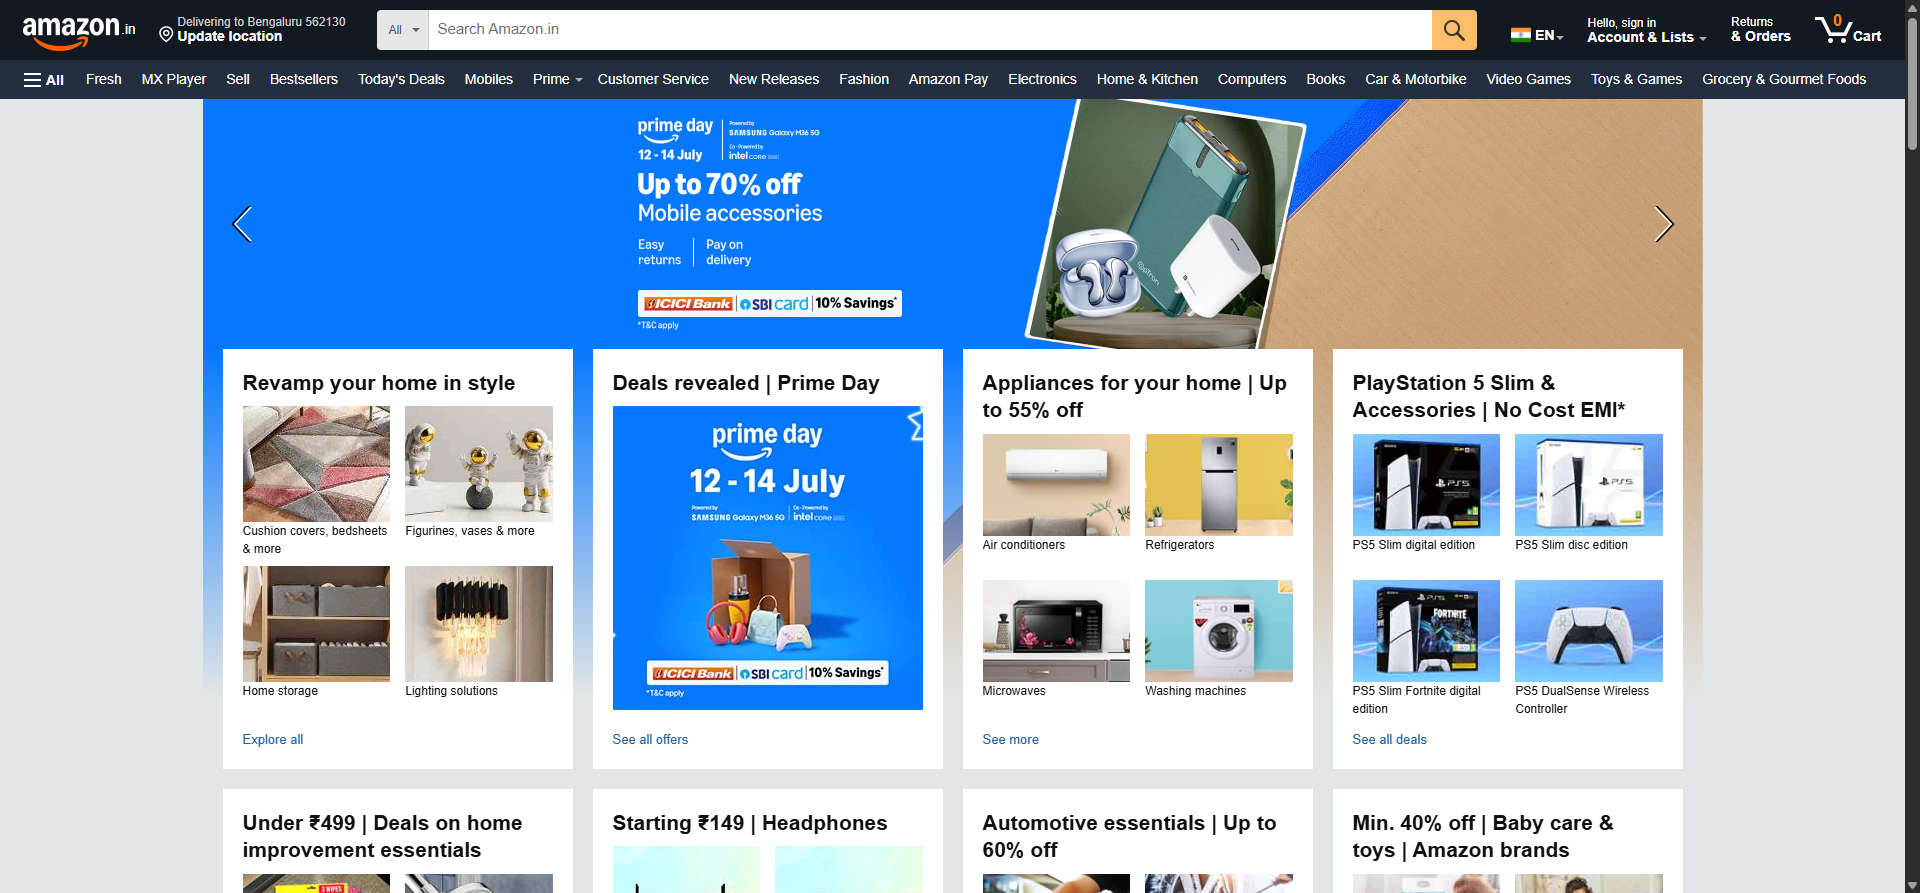 amazon.in
Delivering to Bengaluru 562130
Update location
All
Search Amazon.in
EN
Hello, sign in
Account & Lists
Returns
& Orders
0
Cart
All
Fresh
MX Player
Sell
Bestsellers
Today's Deals
Mobiles
Prime
Customer Service
New Releases
Fashion
Amazon Pay
Electronics
Home & Kitchen
Computers
Books
Car & Motorbike
Video Games
Toys & Games
Grocery & Gourmet Foods
prime day
12 - 14 July
Powered by
SAMSUNG Galaxy M36 5G
Co - Powered by
intel CORE
Up to 70% off
Mobile accessories
Easy
returns
Pay on
delivery
ICICI Bank
SBI card
10% Savings*
*T&C apply
pTron
Revamp your home in style
Cushion covers, bedsheets
& more
Figurines, vases & more
Home storage
Lighting solutions
Explore all
Deals revealed | Prime Day
prime day
12 - 14 July
Powered by
SAMSUNG Galaxy M36 5G
Co - Powered by
intel CORE
ICICI Bank
SBI card
10% Savings*
*T&C apply
See all offers
Appliances for your home | Up
to 55% off
Air conditioners
Refrigerators
Microwaves
Washing machines
See more
PlayStation 5 Slim &
Accessories | No Cost EMI*
PS5
PS5
PS5 Slim digital edition
PS5 Slim disc edition
PS5
FORTNITE
PS5 Slim Fortnite digital
edition
PS5 DualSense Wireless
Controller
See all deals
Under ₹499 | Deals on home
improvement essentials
3 WIPES
Starting ₹149 | Headphones
Automotive essentials | Up to
60% off
Min. 40% off | Baby care &
toys | Amazon brands